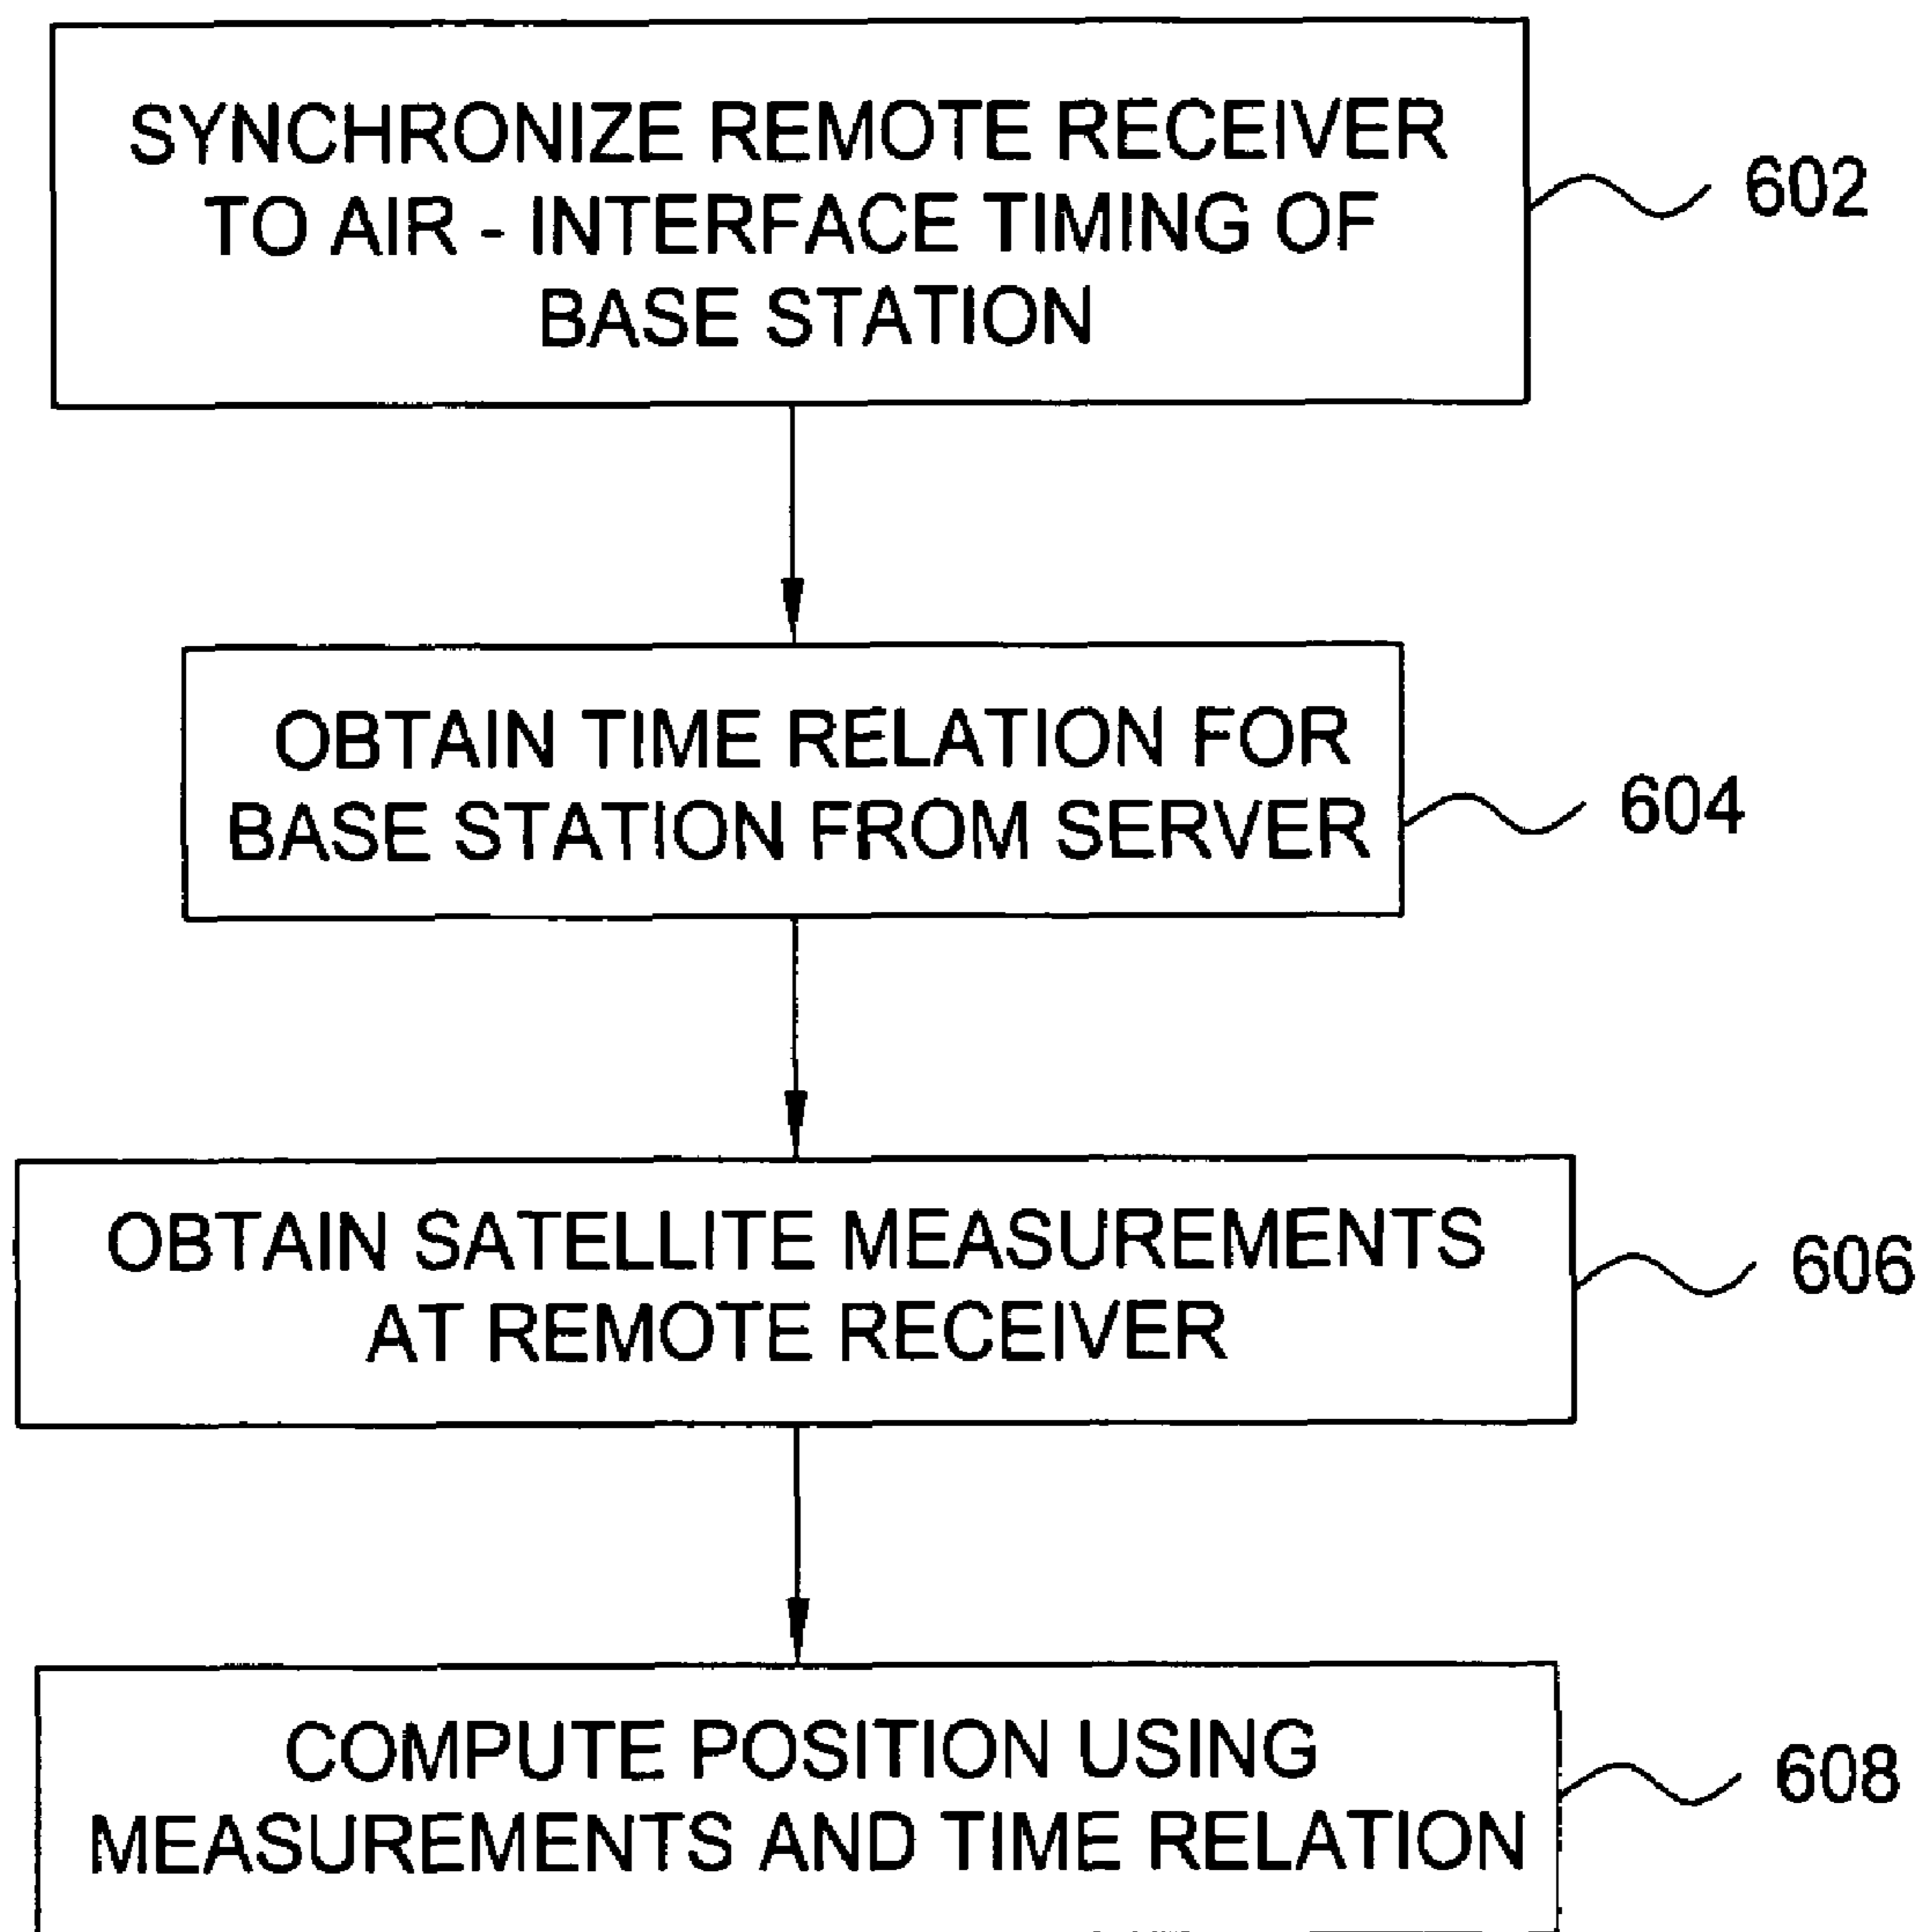 SYNCHRONIZE REMOTE RECEIVER
TO AIR - INTERFACE TIMING OF
BASE STATION
602
OBTAIN TIME RELATION FOR
BASE STATION FROM SERVER
604
OBTAIN SATELLITE MEASUREMENTS
AT REMOTE RECEIVER
606
COMPUTE POSITION USING
MEASUREMENTS AND TIME RELATION
608